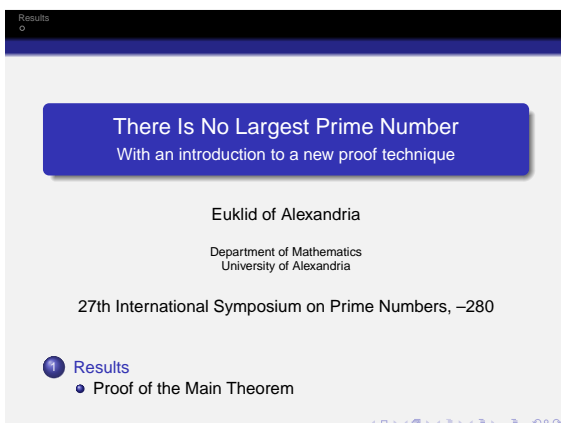 Results
There Is No Largest Prime Number
With an introduction to a new proof technique
Euklid of Alexandria
Department of Mathematics
University of Alexandria
27th International Symposium on Prime Numbers, –280
1 Results
Proof of the Main Theorem